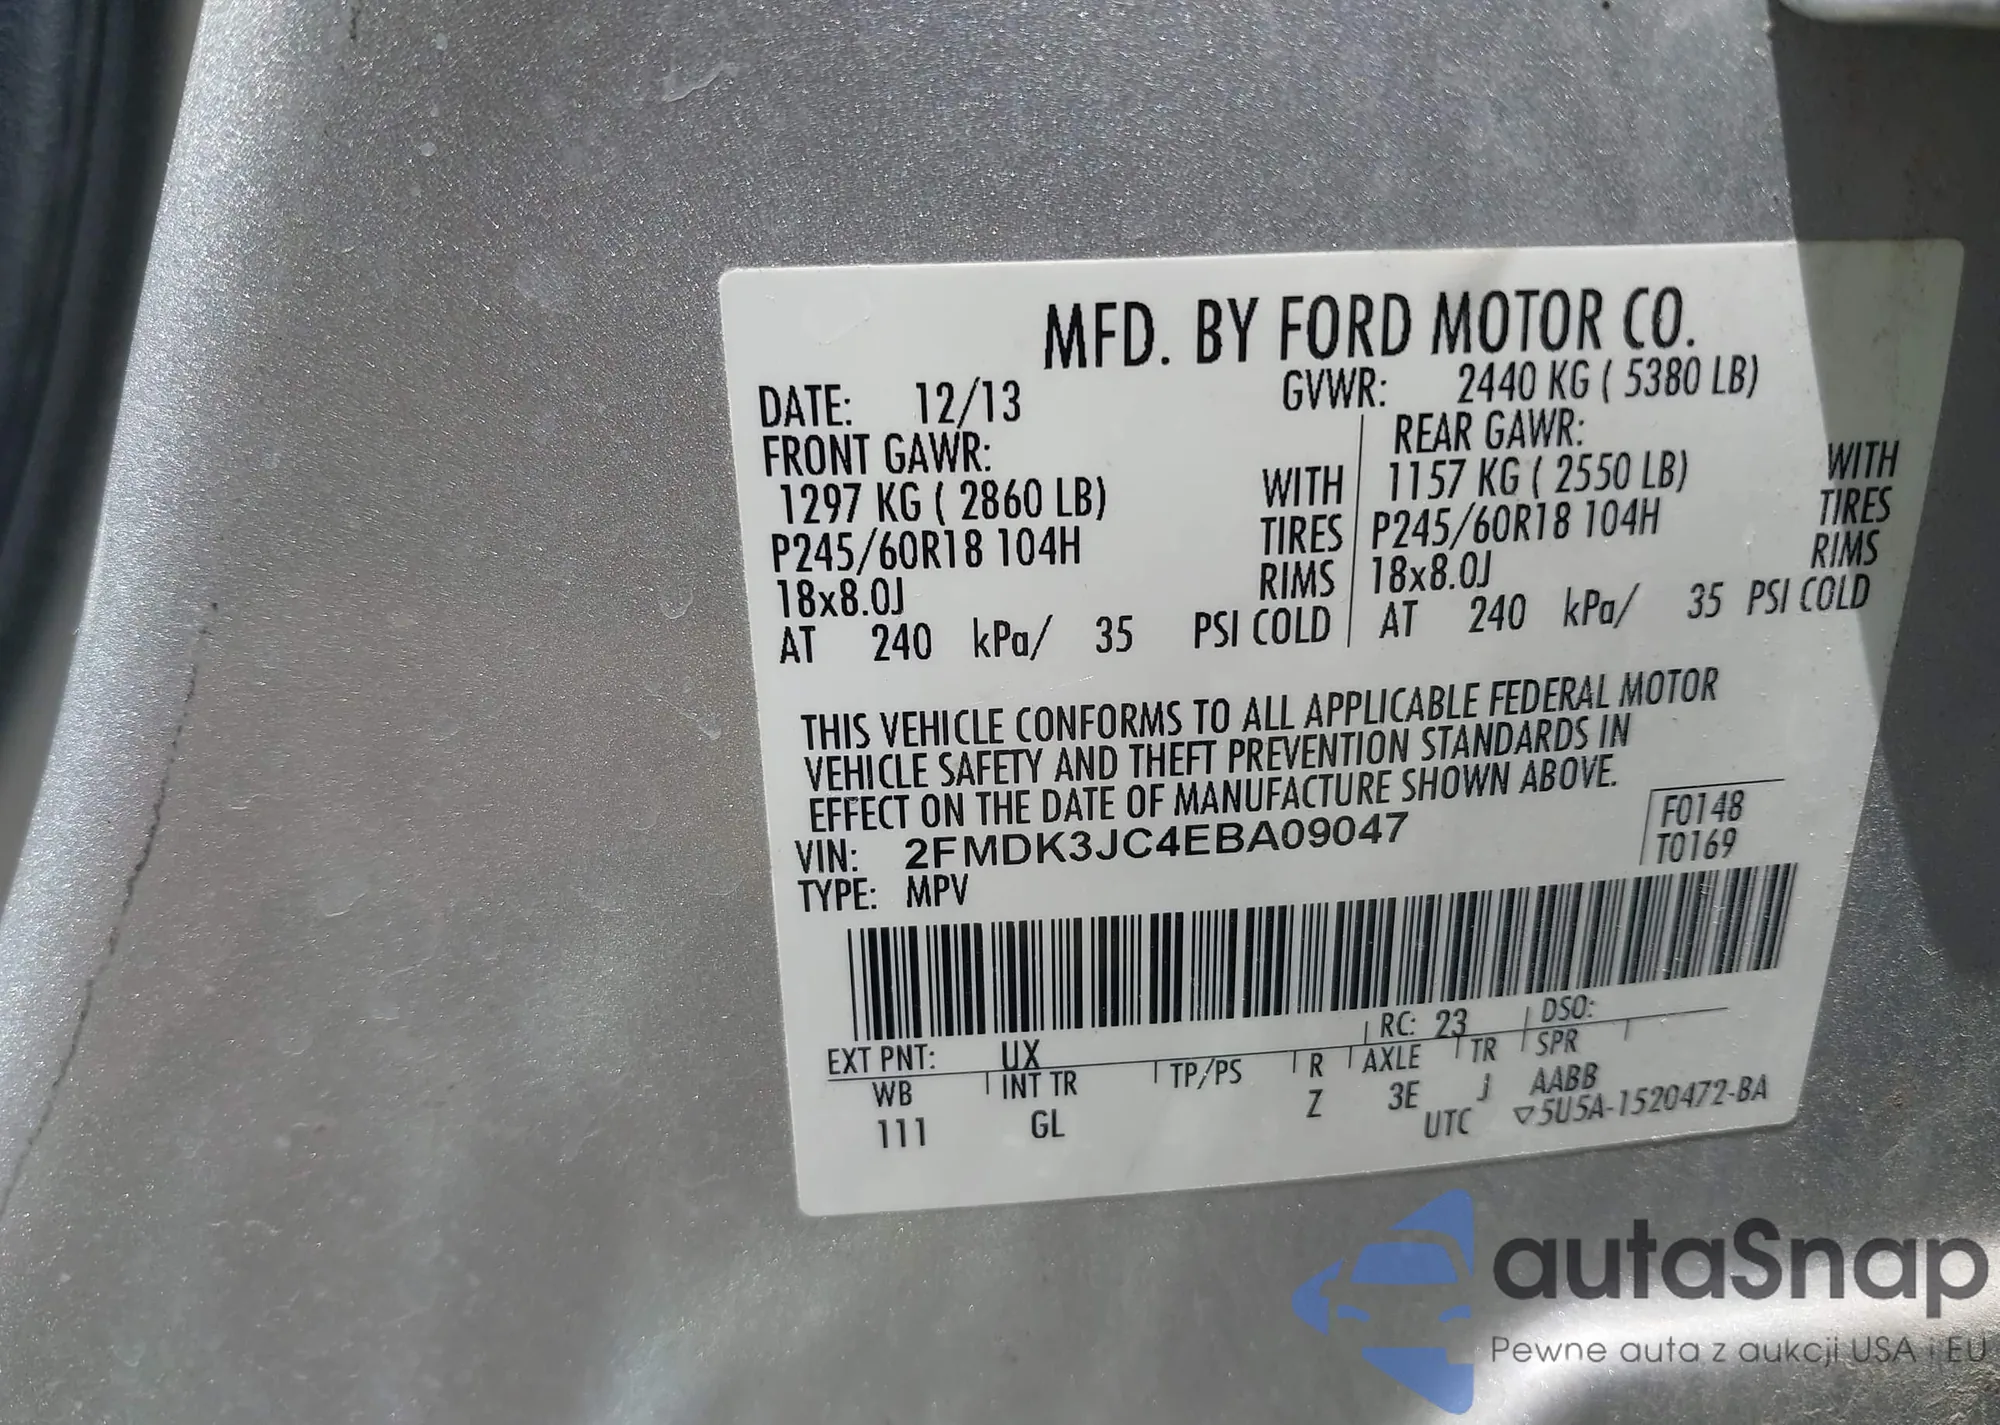 MFD. BY FORD MOTOR CO.
DATE: 12/13 GVWR: 2440 KG ( 5380 LB)
FRONT GAWR: REAR GAWR:
1297 KG ( 2860 LB) WITH 1157 KG ( 2550 LB) WITH
P245/60R18 104H TIRES P245/60R18 104H TIRES
18x8.0J RIMS 18x8.0J RIMS
AT 240 kPa/ 35 PSI COLD AT 240 kPa/ 35 PSI COLD
THIS VEHICLE CONFORMS TO ALL APPLICABLE FEDERAL MOTOR
VEHICLE SAFETY AND THEFT PREVENTION STANDARDS IN
EFFECT ON THE DATE OF MANUFACTURE SHOWN ABOVE.
VIN: 2FMDK3JC4EBA09047 F0148
TYPE: MPV T0169
EXT PNT: UX RC: 23 DSO:
WB INT TR TP/PS R AXLE TR SPR
111 GL Z 3E J AABB
UTC ▽5U5A-1520472-BA
autaSnap
Pewne auta z aukcji USA i EU